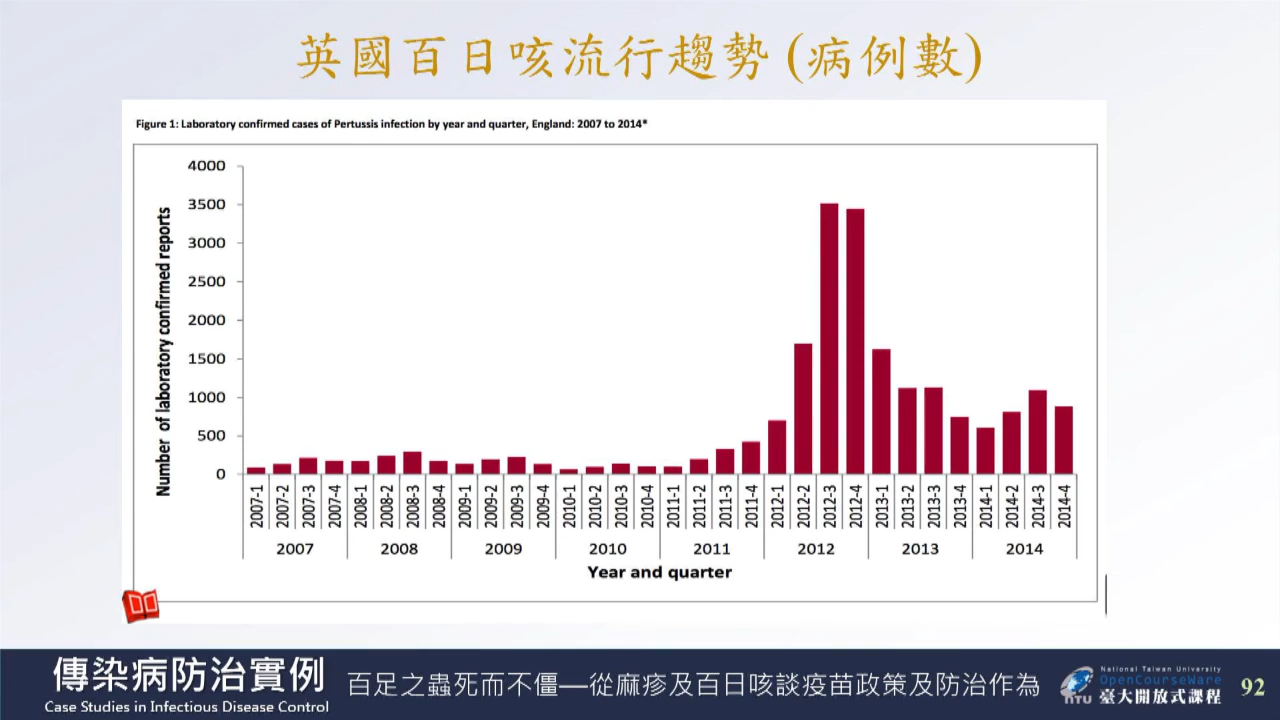 英國百日咳流行趨勢 (病例數)
Figure 1: Laboratory confirmed cases of Pertussis infection by year and quarter, England: 2007 to 2014*
Number of laboratory confirmed reports
4000
3500
3000
2500
2000
1500
1000
500
0
2007-1 2007-2 2007-3 2007-4 2008-1 2008-2 2008-3 2008-4 2009-1 2009-2 2009-3 2009-4 2010-1 2010-2 2010-3 2010-4 2011-1 2011-2 2011-3 2011-4 2012-1 2012-2 2012-3 2012-4 2013-1 2013-2 2013-3 2013-4 2014-1 2014-2 2014-3 2014-4
2007 2008 2009 2010 2011 2012 2013 2014
Year and quarter
傳染病防治實例
Case Studies in Infectious Disease Control
百足之蟲死而不僵—從麻疹及百日咳談疫苗政策及防治作為
National Taiwan University
OpenCourseWare
NTU 臺大開放式課程
92